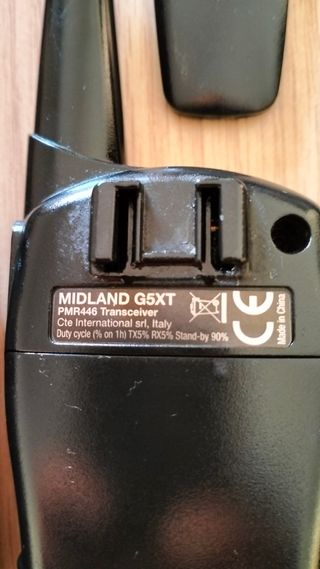 MIDLAND G5XT
PMR446 Transceiver
Cte International srl, Italy
Duty cycle (% on 1h) TX5% RX5% Stand-by 90%
CE
Made in China